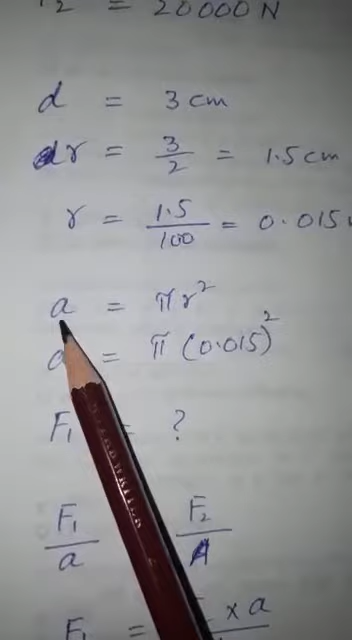 = 20000 N
d = 3 cm
r = 3/2 = 1.5 cm
r = 1.5/100 = 0.015
a = πr²
= π (0.015)²
F₁ = ?
F₁/a F₂/A
F₁ = × a